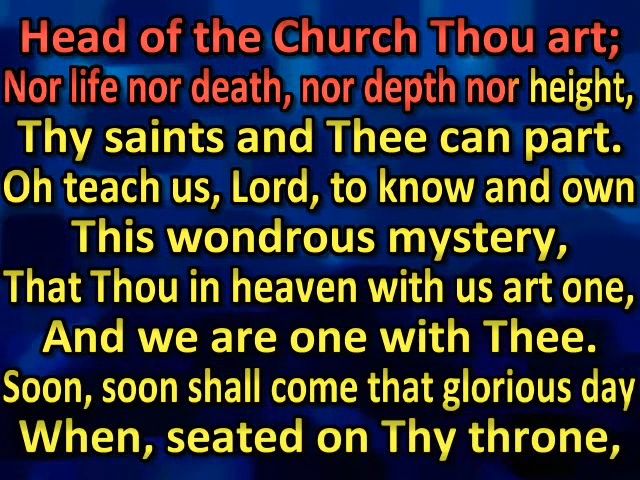 Head of the Church Thou art;
Nor life nor death, nor depth nor height,
Thy saints and Thee can part.
Oh teach us, Lord, to know and own
This wondrous mystery,
That Thou in heaven with us art one,
And we are one with Thee.
Soon, soon shall come that glorious day
When, seated on Thy throne,